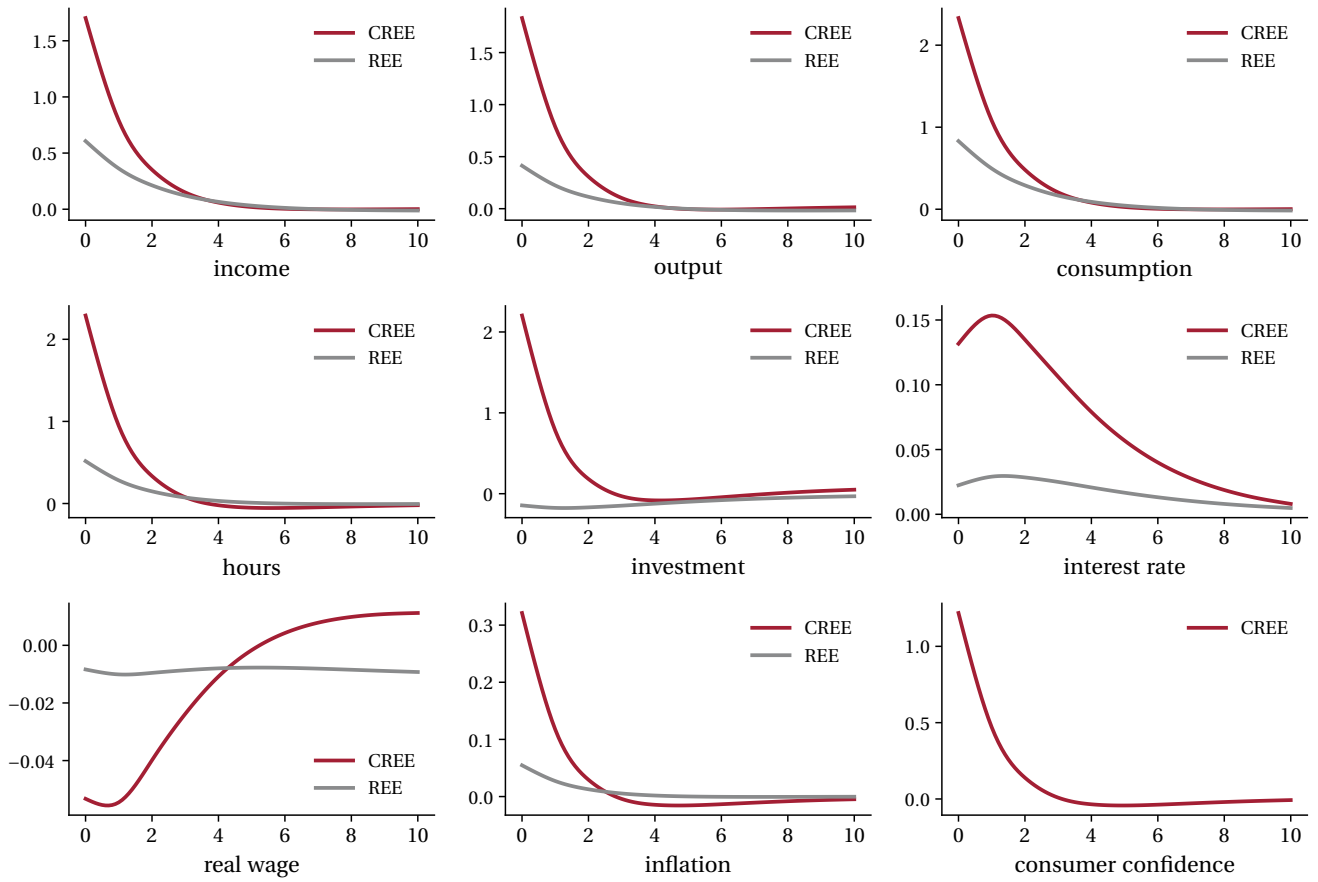 CREE
REE
1.5
1.0
0.5
0.0
0 2 4 6 8 10
income
CREE
REE
1.5
1.0
0.5
0.0
0 2 4 6 8 10
output
CREE
REE
2
1
0
0 2 4 6 8 10
consumption
CREE
REE
2
1
0
0 2 4 6 8 10
hours
CREE
REE
2
1
0
0 2 4 6 8 10
investment
CREE
REE
0.15
0.10
0.05
0.00
0 2 4 6 8 10
interest rate
0.00
−0.02
−0.04
CREE
REE
0 2 4 6 8 10
real wage
CREE
REE
0.3
0.2
0.1
0.0
0 2 4 6 8 10
inflation
CREE
1.0
0.5
0.0
0 2 4 6 8 10
consumer confidence